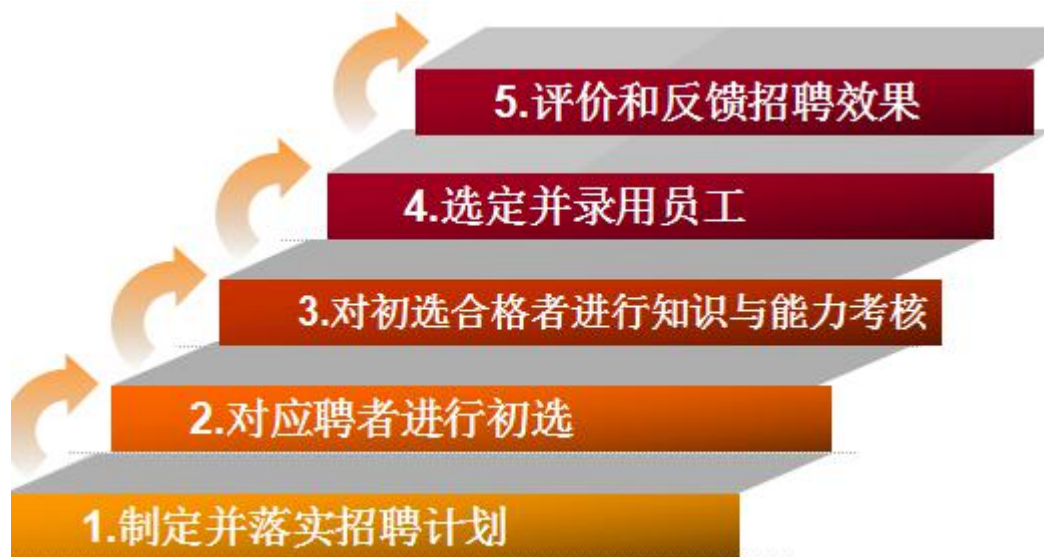 5.评价和反馈招聘效果
4.选定并录用员工
3.对初选合格者进行知识与能力考核
2.对应聘者进行初选
1.制定并落实招聘计划